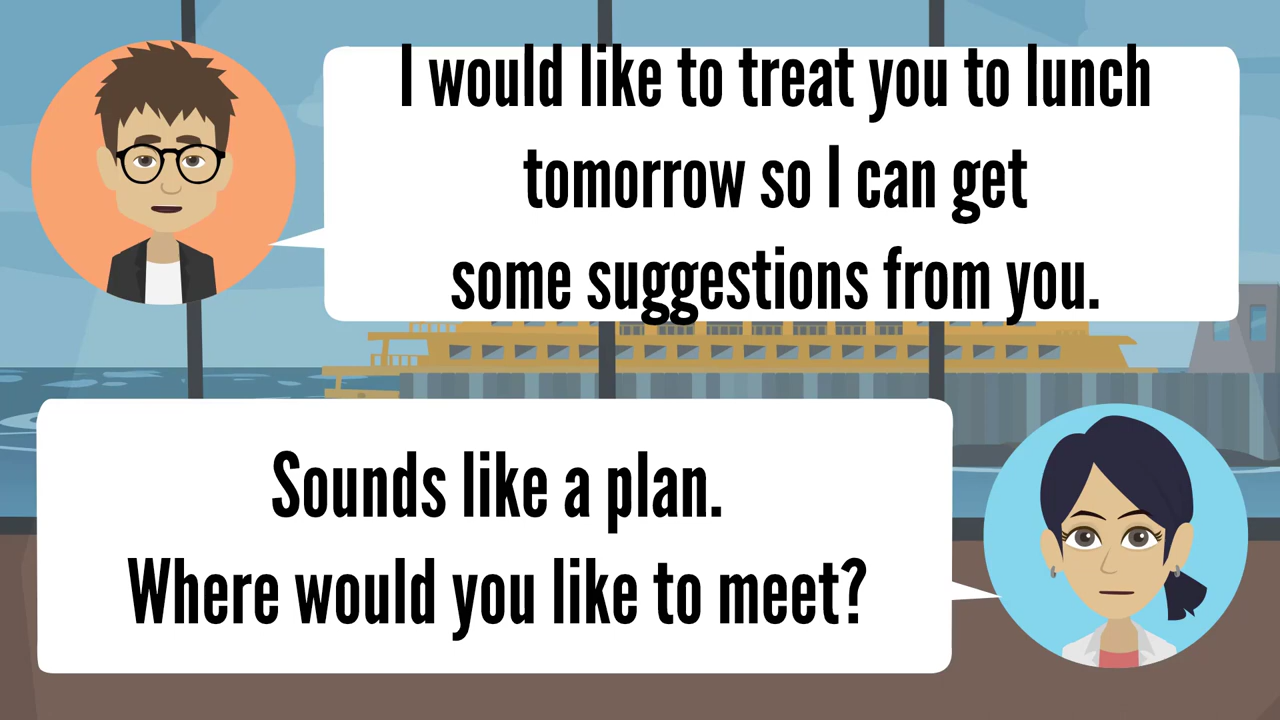 I would like to treat you to lunch
tomorrow so I can get
some suggestions from you.
Sounds like a plan.
Where would you like to meet?